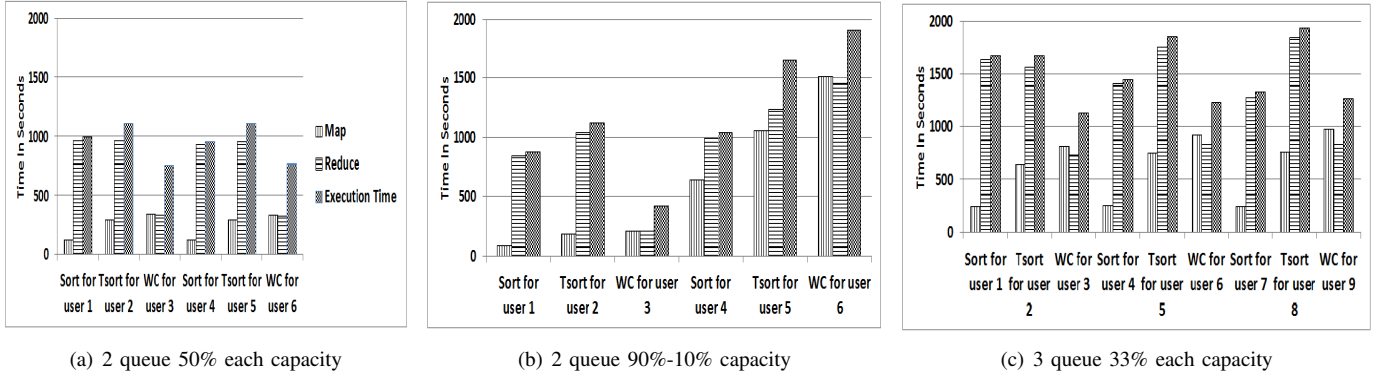 2000
1500
1000
500
0
Time In Seconds
Map
Reduce
Execution Time
Sort for Tsort for WC for Sort for Tsort for WC for
user 1 user 2 user 3 user 4 user 5 user 6
(a) 2 queue 50% each capacity
2000
1500
1000
500
0
Time In Seconds
Sort for Tsort for WC for user Sort for Tsort for WC for user
user 1 user 2 3 user 4 user 5 6
(b) 2 queue 90%-10% capacity
2000
1500
1000
500
0
Time In Seconds
Sort for Tsort WC for Sort for Tsort WC for Sort for Tsort WC for
user 1 for user user 3 user 4 for user user 6 user 7 for user user 9
2 5 8
(c) 3 queue 33% each capacity